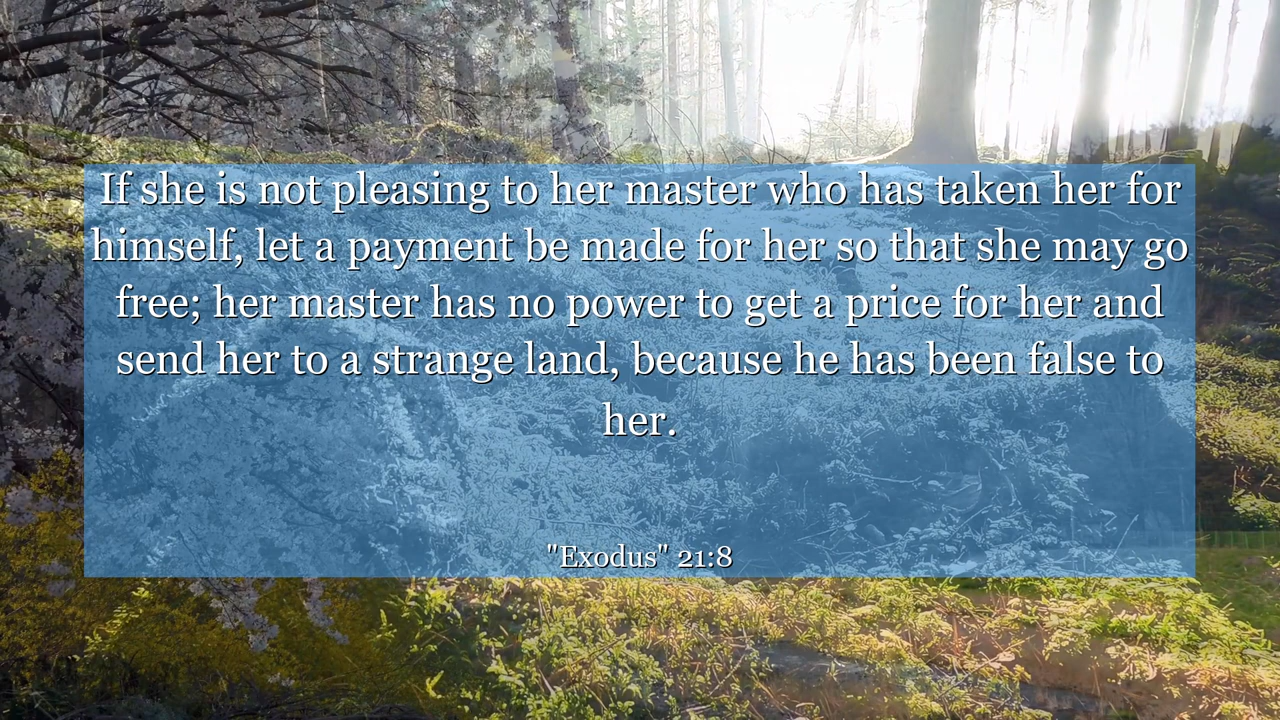 If she is not pleasing to her master who has taken her for
himself, let a payment be made for her so that she may go
free; her master has no power to get a price for her and
send her to a strange land, because he has been false to
her.
"Exodus" 21:8